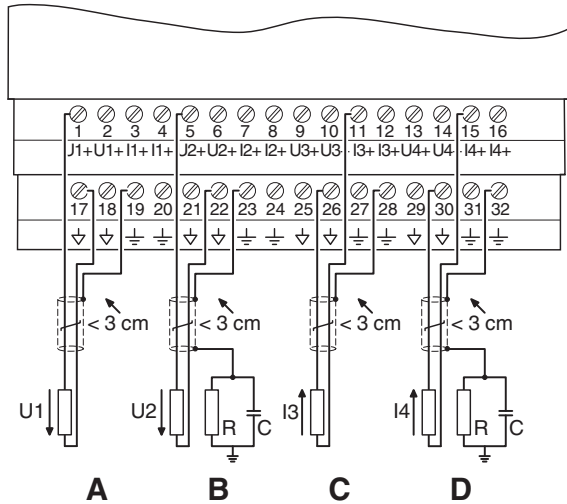 1 2 3 4 5 6 7 8 9 10 11 12 13 14 15 16
U1+ U1+ I1+ I1+ U2+ U2+ I2+ I2+ U3+ U3+ I3+ I3+ U4+ U4+ I4+ I4+
17 18 19 20 21 22 23 24 25 26 27 28 29 30 31 32
< 3 cm < 3 cm < 3 cm < 3 cm
U1 U2 R C I3 I4 R C
A B C D